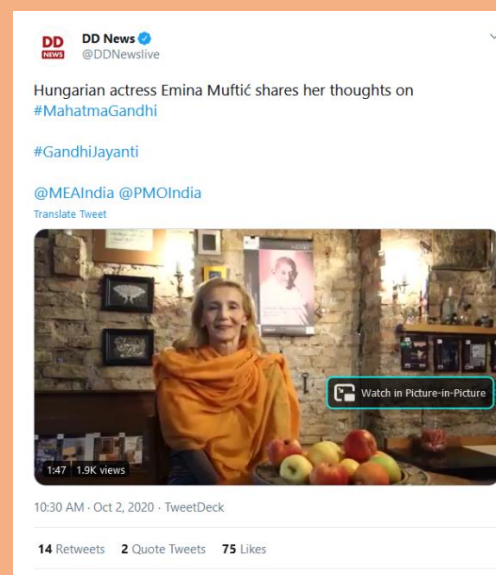 DD
NEWS
DD News
@DDNewslive
Hungarian actress Emina Muftić shares her thoughts on
#MahatmaGandhi
#GandhiJayanti
@MEAIndia @PMOIndia
Translate Tweet
Watch in Picture-in-Picture
1:47 1.9K views
10:30 AM · Oct 2, 2020 · TweetDeck
14 Retweets 2 Quote Tweets 75 Likes